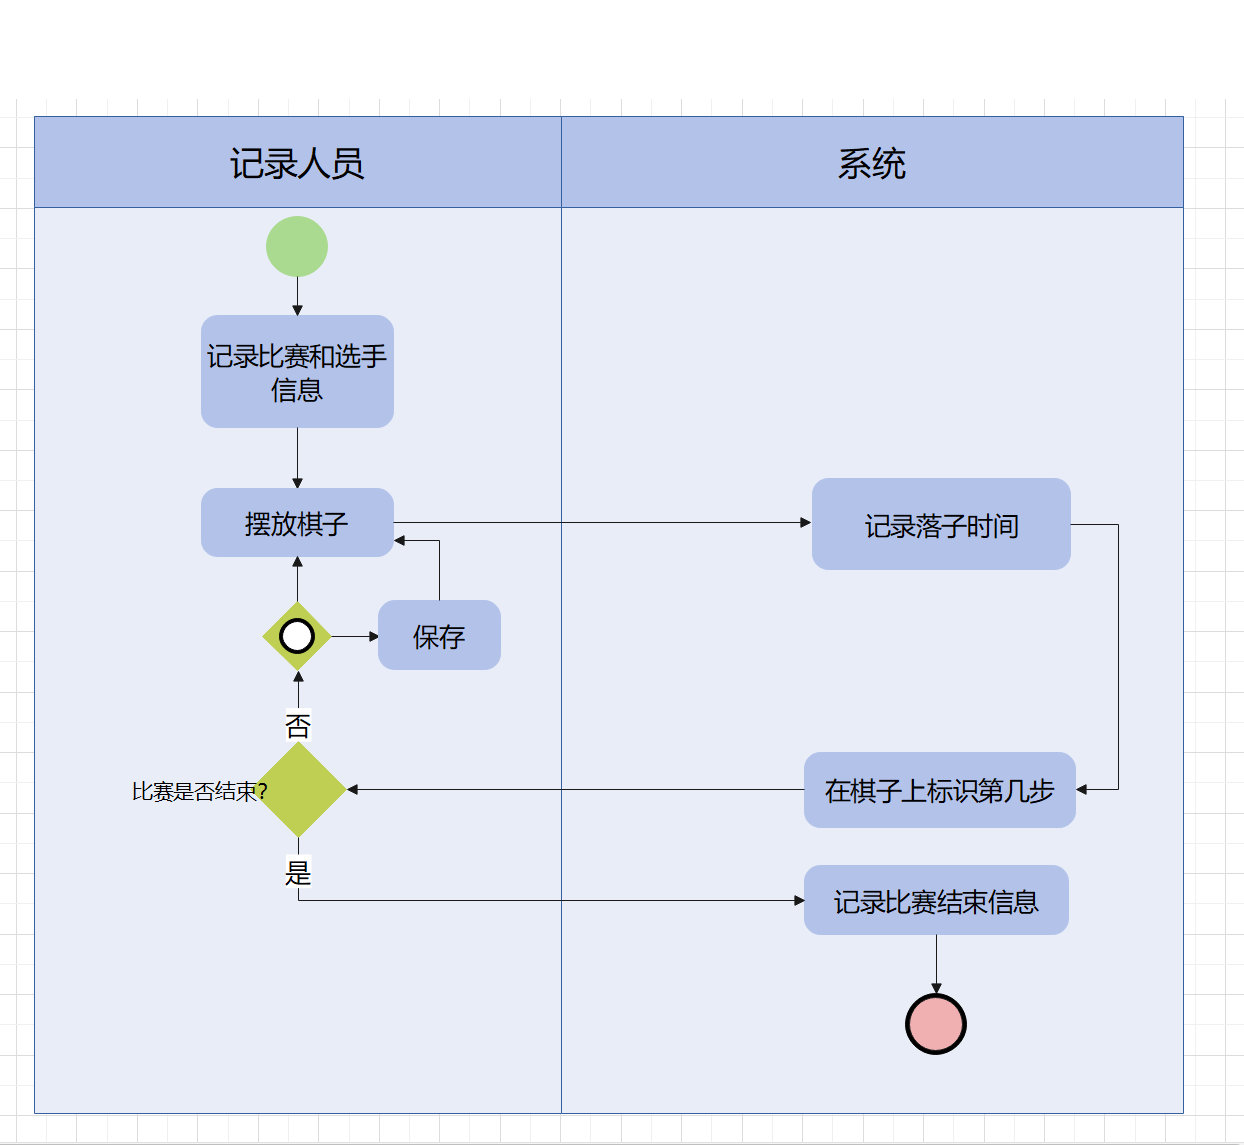 记录人员
系统
记录比赛和选手
信息
摆放棋子
记录落子时间
保存
否
比赛是否结束?
在棋子上标识第几步
是
记录比赛结束信息